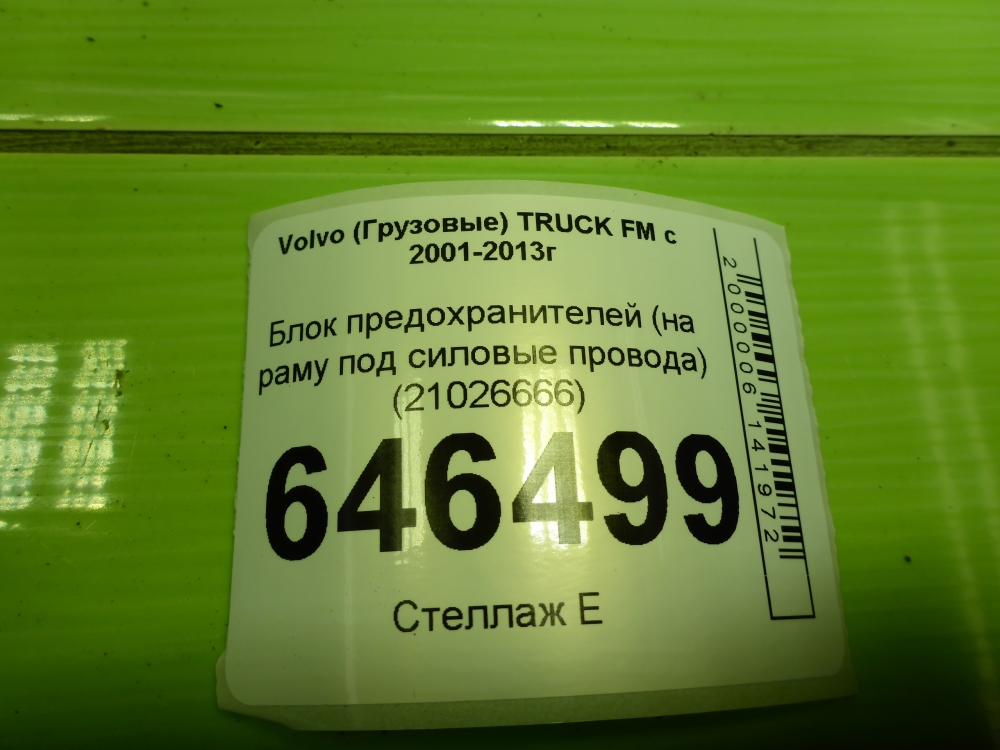 Volvo (Грузовые) TRUCK FM с
2001-2013г
Блок предохранителей (на
раму под силовые провода)
(21026666)
646499
Стеллаж Е
2000006141972